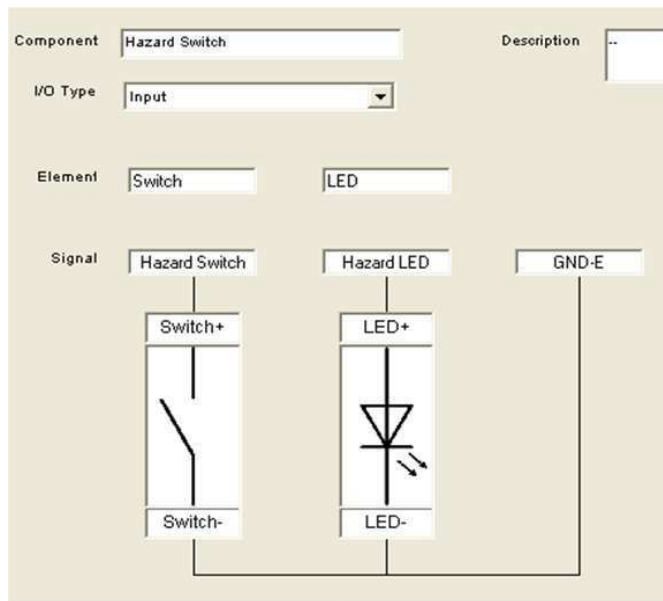 Component Hazard Switch Description --
I/O Type Input
Element Switch LED
Signal Hazard Switch Hazard LED GND-E
Switch+ LED+
Switch- LED-